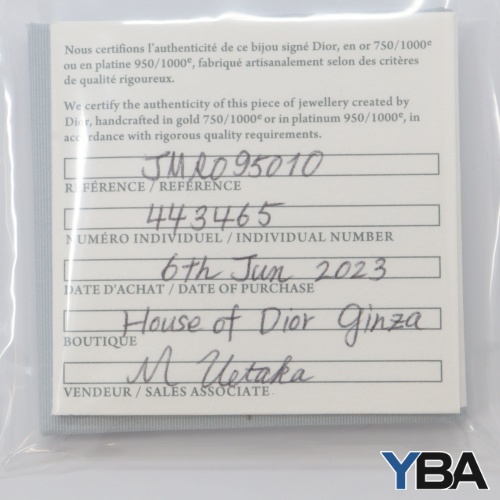 Nous certifions l'authenticité de ce bijou signé Dior, en or 750/1000e
ou en platine 950/1000e, fabriqué artisanalement selon des critères
de qualité rigoureux.
We certify the authenticity of this piece of jewellery created by
Dior, handcrafted in gold 750/1000e or in platinum 950/1000e, in
accordance with rigorous quality requirements.
JMR095010
RÉFÉRENCE / REFERENCE
443465
NUMÉRO INDIVIDUEL / INDIVIDUAL NUMBER
6th Jun 2023
DATE D'ACHAT / DATE OF PURCHASE
House of Dior Ginza
BOUTIQUE
M Uetaka
VENDEUR / SALES ASSOCIATE
YBA